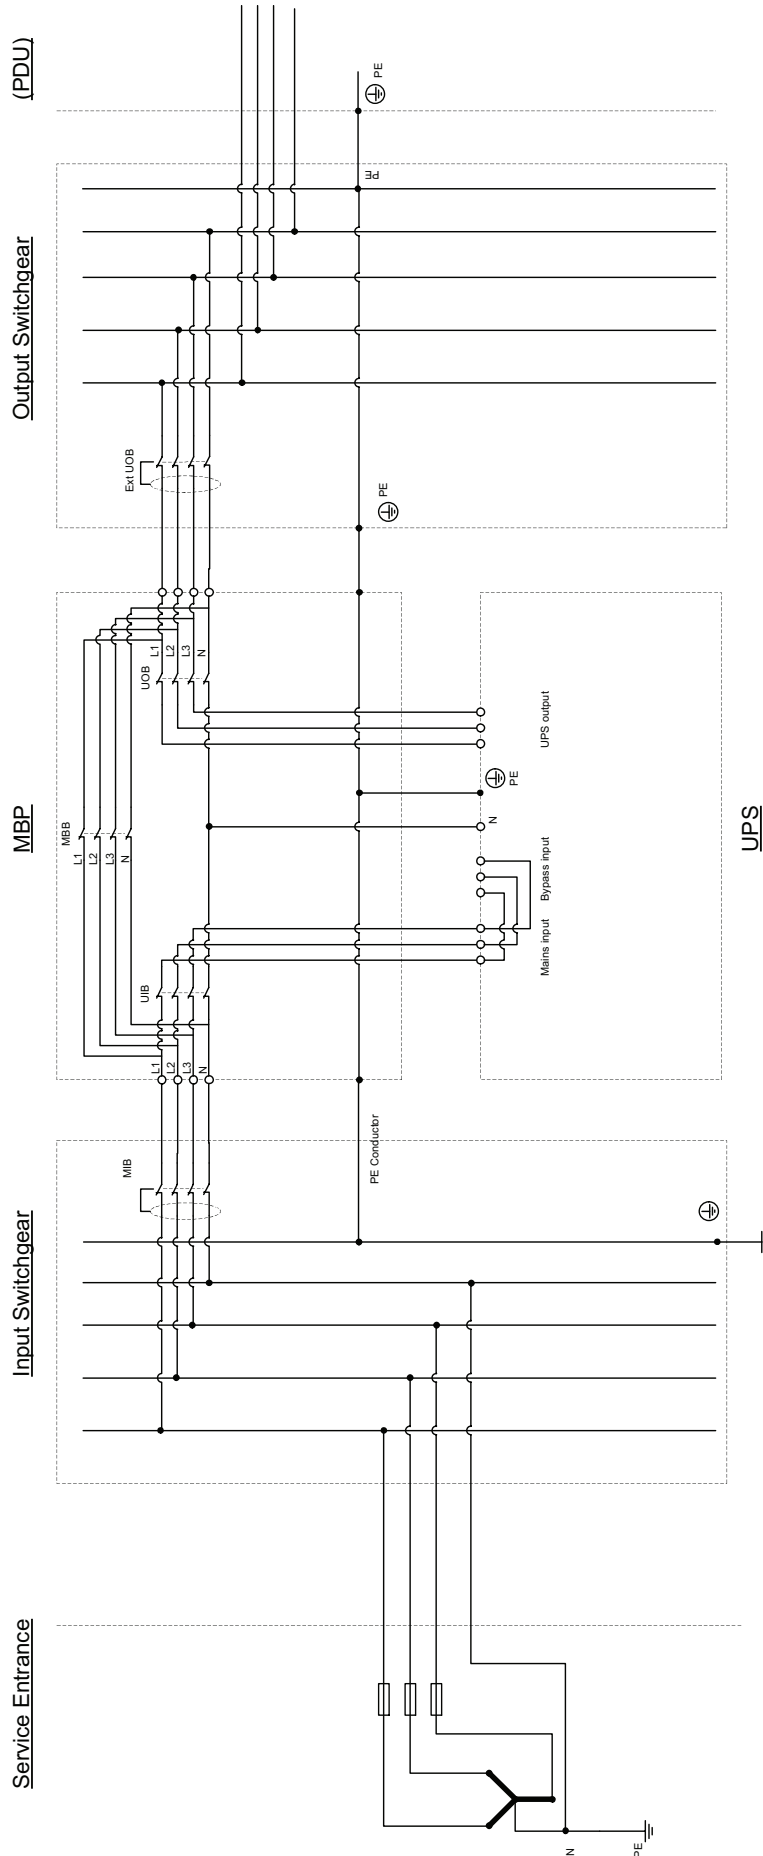 Service Entrance
Input Switchgear
MBP
Output Switchgear
(PDU)
N
PE
MIB
PE Conductor
L1
L2
L3
N
UIB
L1
L2
L3
N
MBB
UOB
L1
L2
L3
N
Mains input
Bypass input
N
PE
UPS output
UPS
Ext UOB
PE
PE
PE